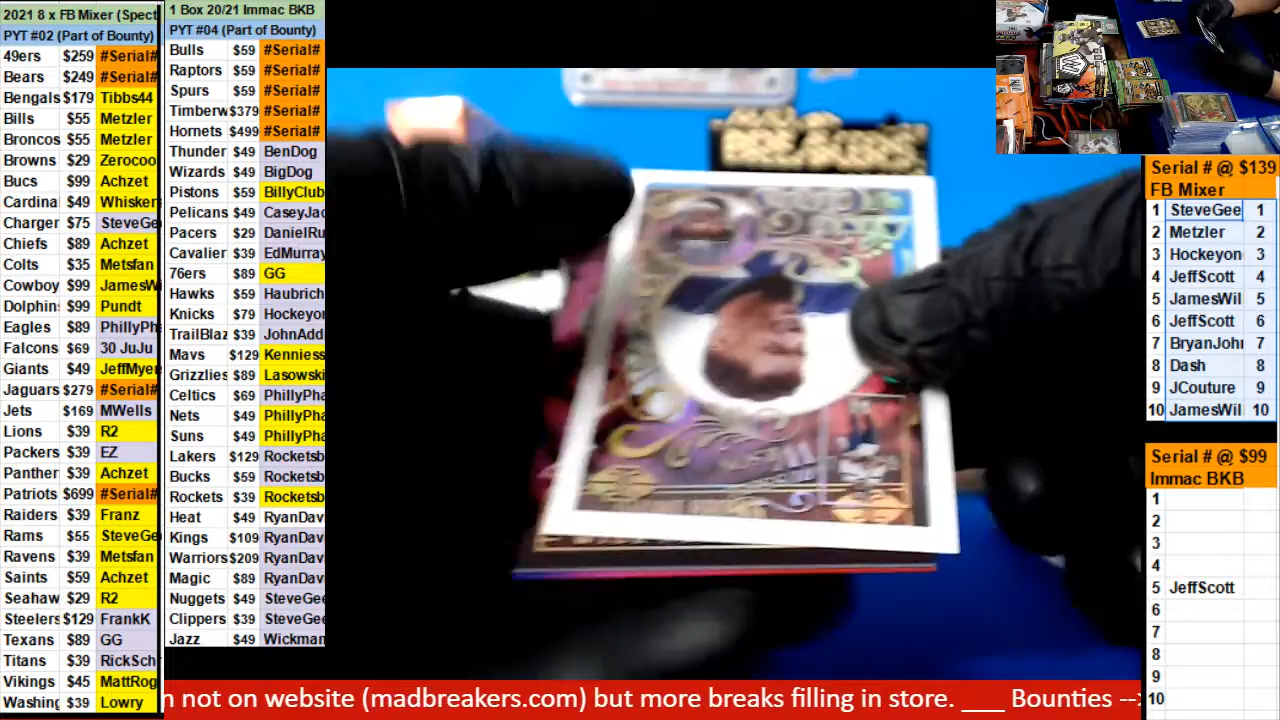 2021 8 x FB Mixer (Spect
PYT #02 (Part of Bounty)
49ers $259 #Serial#
Bears $249 #Serial#
Bengals $179 Tibbs44
Bills $55 Metzler
Broncos $55 Metzler
Browns $29 Zerocoo
Bucs $99 Achzet
Cardina $49 Whisker
Charger $75 SteveGe
Chiefs $89 Achzet
Colts $35 Metsfan
Cowboy $99 JamesWi
Dolphin $99 Pundt
Eagles $89 PhillyPh
Falcons $69 30 JuJu
Giants $49 JeffMyer
Jaguars $279 #Serial#
Jets $169 MWells
Lions $39 R2
Packers $39 EZ
Panther $39 Achzet
Patriots $699 #Serial#
Raiders $39 Franz
Rams $55 SteveGe
Ravens $39 Metsfan
Saints $59 Achzet
Seahaw $29 R2
Steelers $129 FrankK
Texans $89 GG
Titans $39 RickSch
Vikings $45 MattRog
Washing $39 Lowry
1 Box 20/21 Immac BKB
PYT #04 (Part of Bounty)
Bulls $59 #Serial#
Raptors $59 #Serial#
Spurs $59 #Serial#
Timberw $379 #Serial#
Hornets $499 #Serial#
Thunder $49 BenDog
Wizards $49 BigDog
Pistons $59 BillyClub
Pelicans $49 CaseyJac
Pacers $29 DanielRu
Cavalier $39 EdMurray
76ers $89 GG
Hawks $59 Haubrich
Knicks $79 Hockeyor
TrailBlaz $39 JohnAdd
Mavs $129 Kenniess
Grizzlies $89 Lasowski
Celtics $69 PhillyPha
Nets $49 PhillyPha
Suns $49 PhillyPha
Lakers $129 Rocketsb
Bucks $59 Rocketsb
Rockets $39 Rocketsb
Heat $49 RyanDav
Kings $109 RyanDav
Warriors $209 RyanDav
Magic $89 RyanDav
Nuggets $49 SteveGee
Clippers $39 SteveGee
Jazz $49 Wickman
BREAKERS
Serial # @ $139
FB Mixer
1 SteveGee 1
2 Metzler 2
3 Hockeyon 3
4 JeffScott 4
5 JamesWil 5
6 JeffScott 6
7 BryanJohn 7
8 Dash 8
9 JCouture 9
10 JamesWil 10
Serial # @ $99
Immac BKB
1
2
3
4
5 JeffScott
6
7
8
9
10
not on website (madbreakers.com) but more breaks filling in store. ___ Bounties --